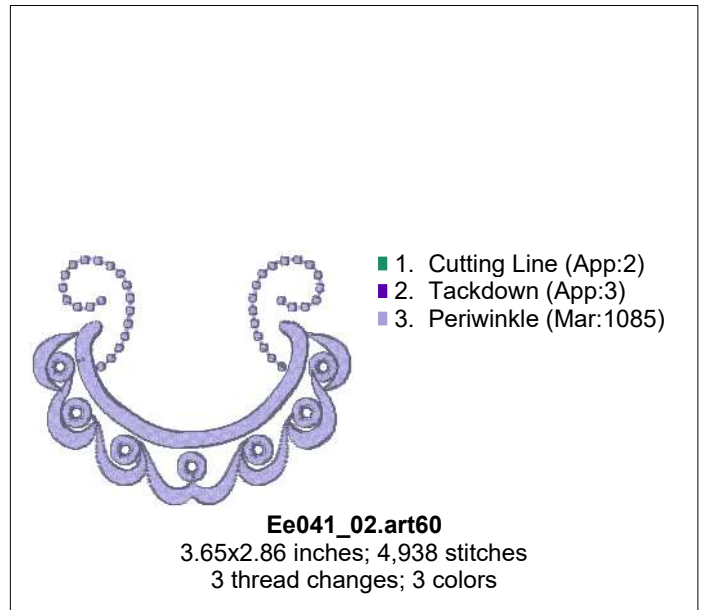 1. Cutting Line (App:2)
2. Tackdown (App:3)
3. Periwinkle (Mar:1085)
Ee041_02.art60
3.65x2.86 inches; 4,938 stitches
3 thread changes; 3 colors